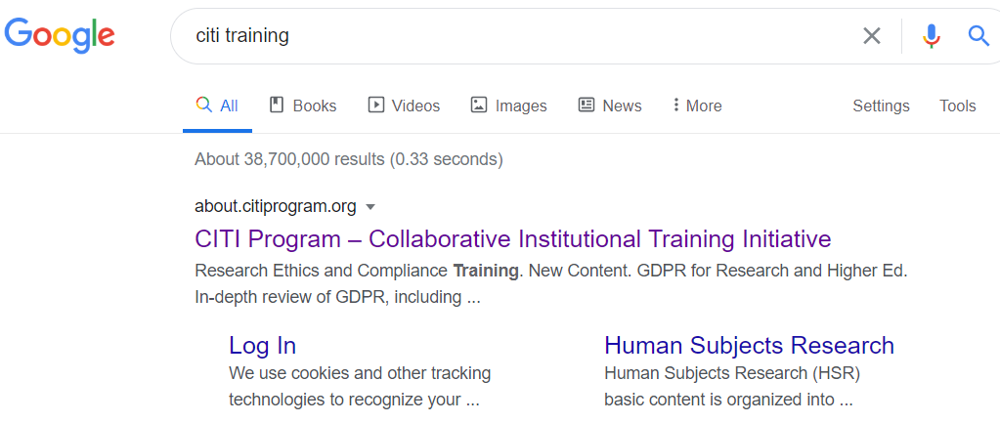 Google
citi training
All Books Videos Images News More Settings Tools
About 38,700,000 results (0.33 seconds)
about.citiprogram.org
CITI Program – Collaborative Institutional Training Initiative
Research Ethics and Compliance Training. New Content. GDPR for Research and Higher Ed.
In-depth review of GDPR, including ...
Log In
We use cookies and other tracking
technologies to recognize your ...
Human Subjects Research
Human Subjects Research (HSR)
basic content is organized into ...